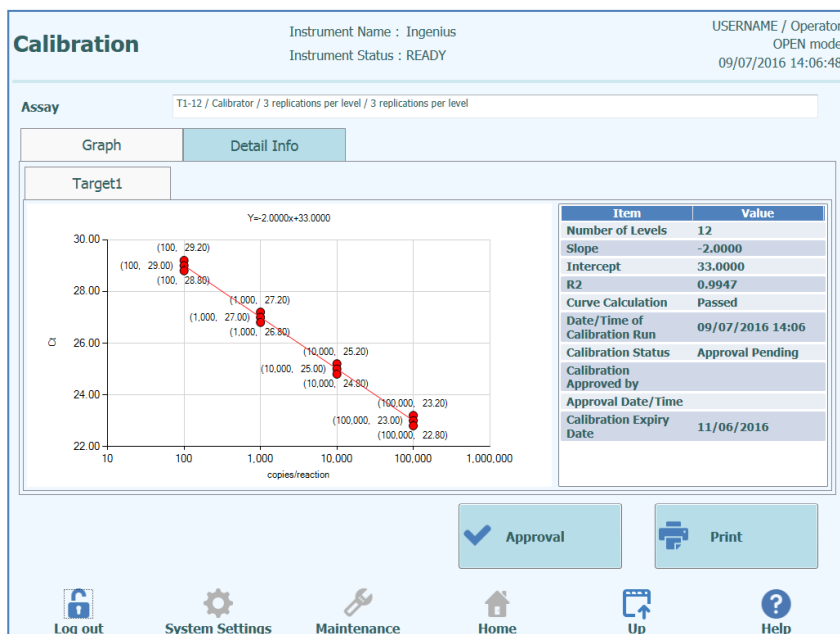 Calibration
Instrument Name : Ingenius
Instrument Status : READY
USERNAME / Operator
OPEN mode
09/07/2016 14:06:48
Assay
T1-12 / Calibrator / 3 replications per level / 3 replications per level
Graph
Detail Info
Target1
Y=-2.0000x+33.0000
30.00
28.00
26.00
24.00
22.00
Ct
(100, 29.20)
(100, 29.00)
(100, 28.80)
(1,000, 27.20)
(1,000, 27.00)
(1,000, 26.80)
(10,000, 25.20)
(10,000, 25.00)
(10,000, 24.80)
(100,000, 23.20)
(100,000, 23.00)
(100,000, 22.80)
10 100 1,000 10,000 100,000 1,000,000
copies/reaction
Item Value
Number of Levels 12
Slope -2.0000
Intercept 33.0000
R2 0.9947
Curve Calculation Passed
Date/Time of
Calibration Run 09/07/2016 14:06
Calibration Status Approval Pending
Calibration
Approved by
Approval Date/Time
Calibration Expiry
Date 11/06/2016
Approval
Print
Log out
System Settings
Maintenance
Home
Up
Help